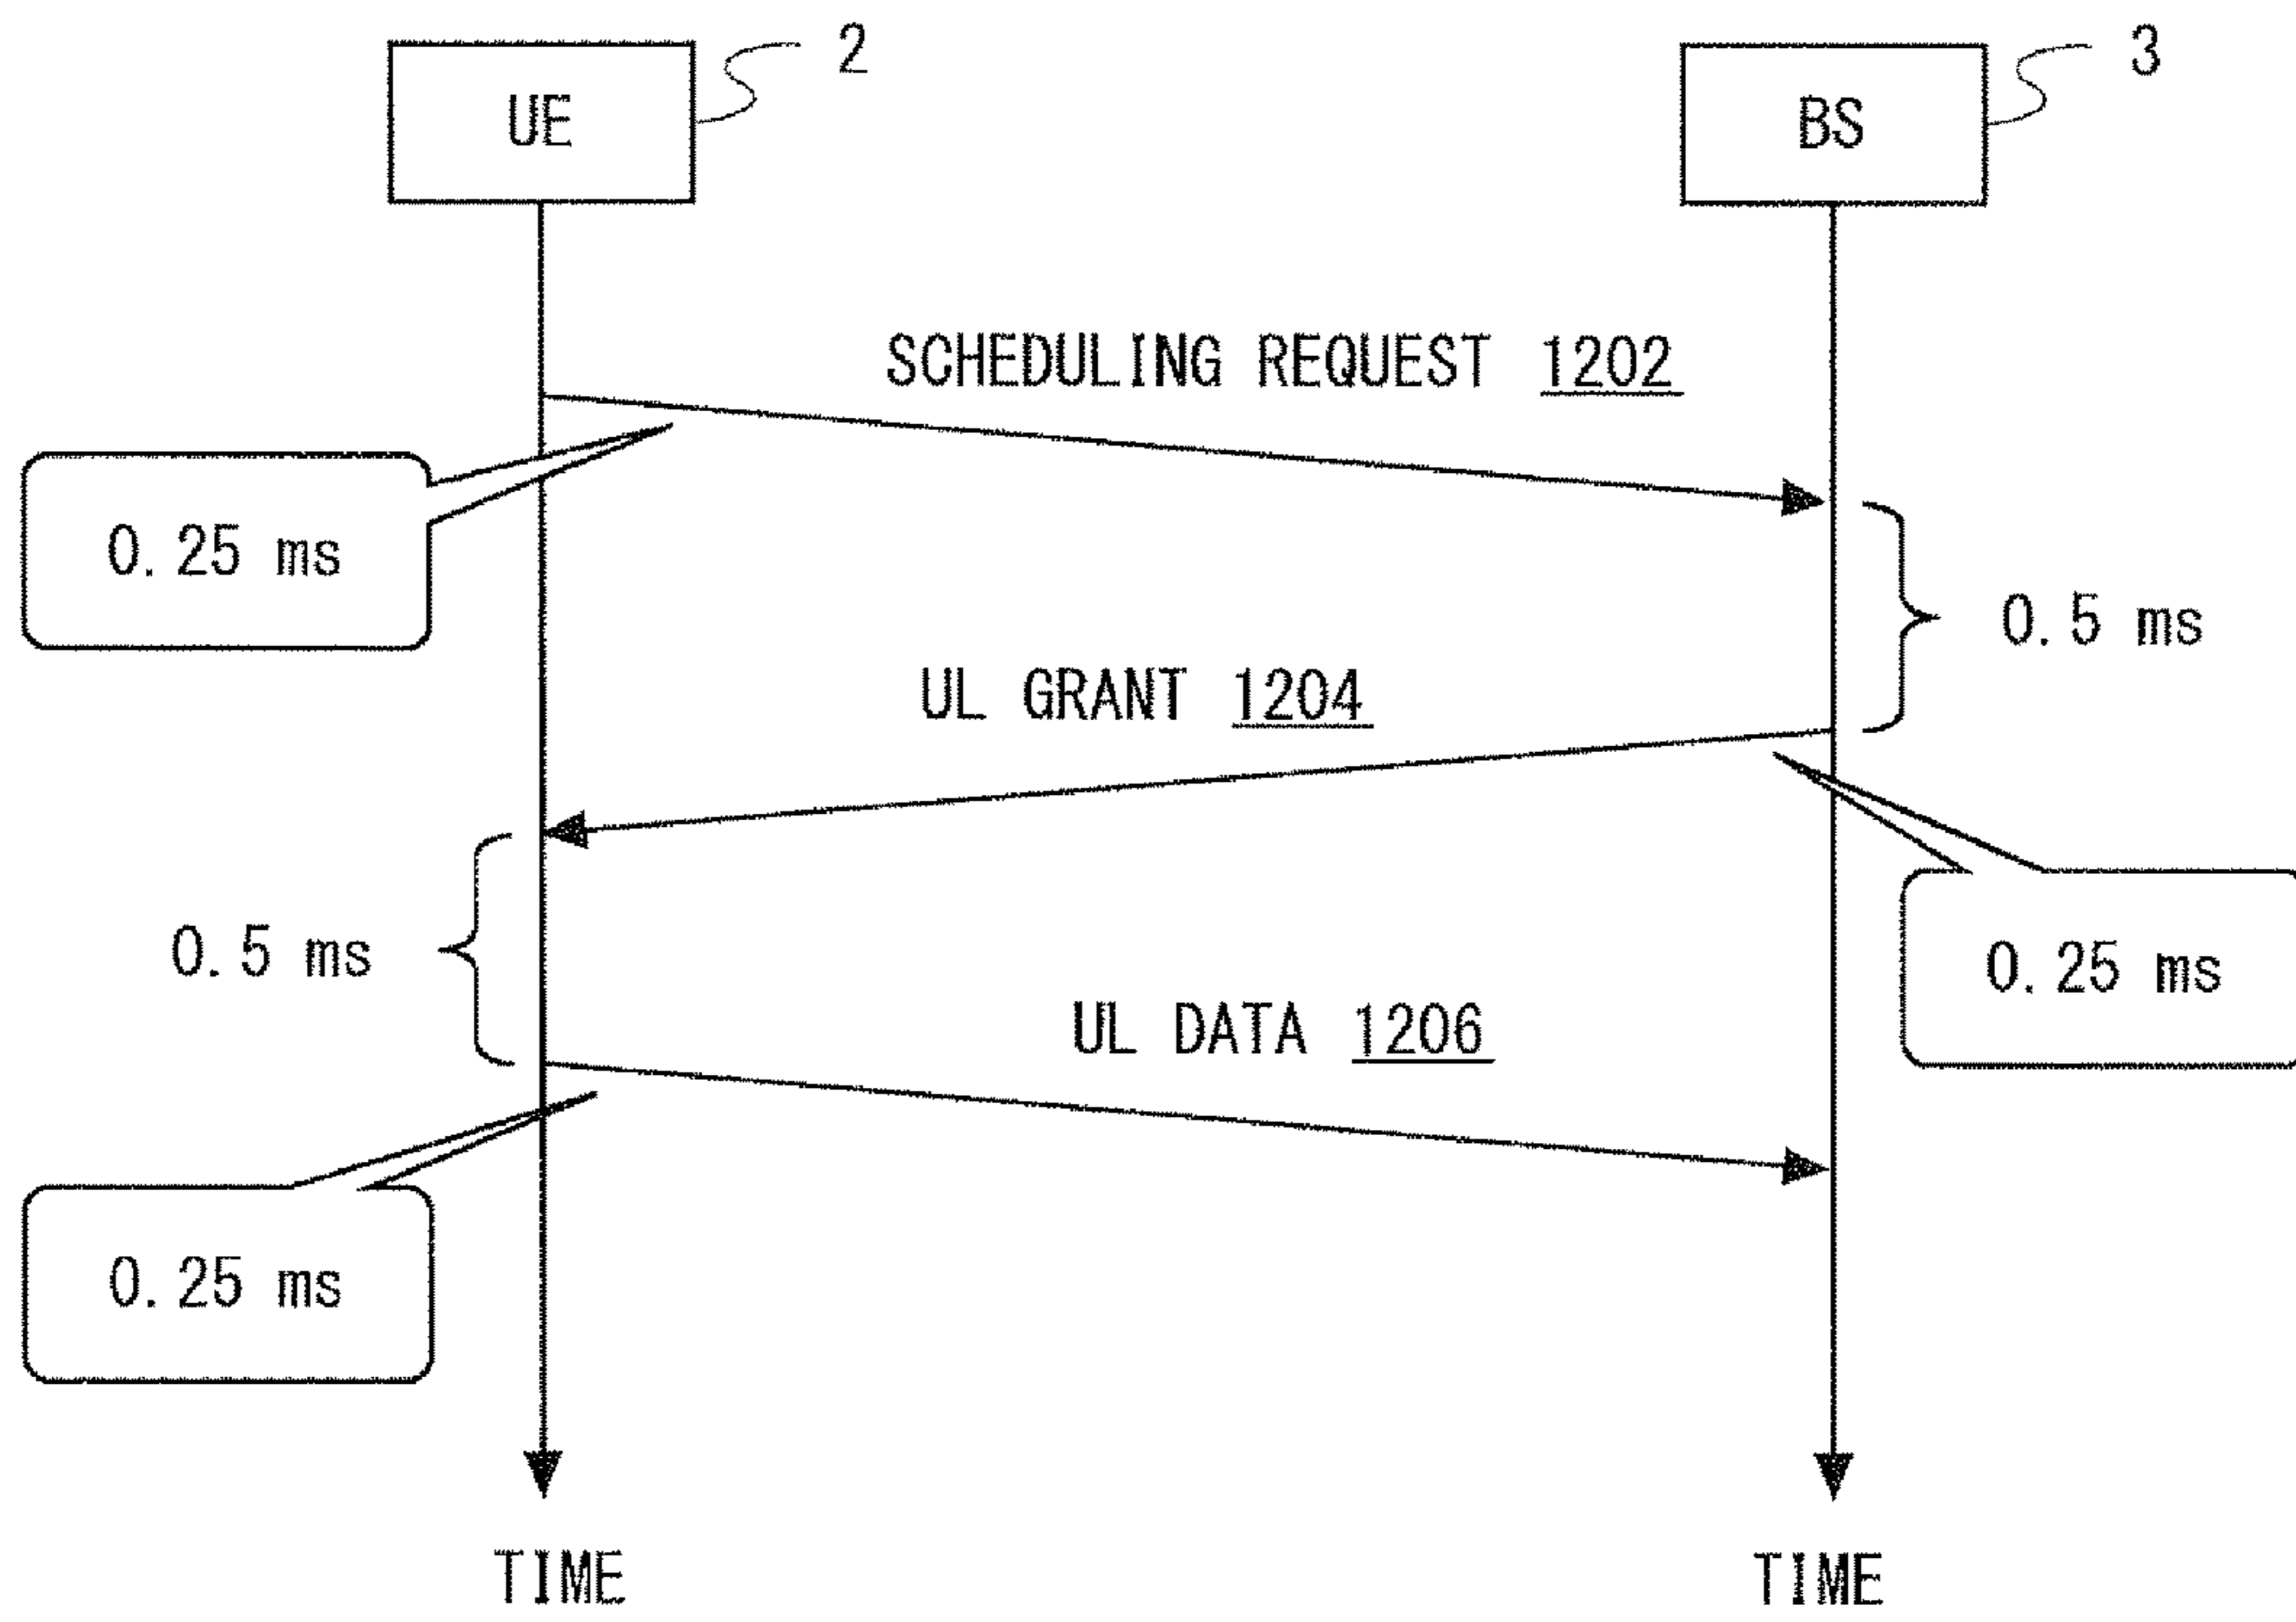 UE 2
BS 3
SCHEDULING REQUEST 1202
0.25 ms
0.5 ms
UL GRANT 1204
0.5 ms
0.25 ms
UL DATA 1206
0.25 ms
TIME
TIME